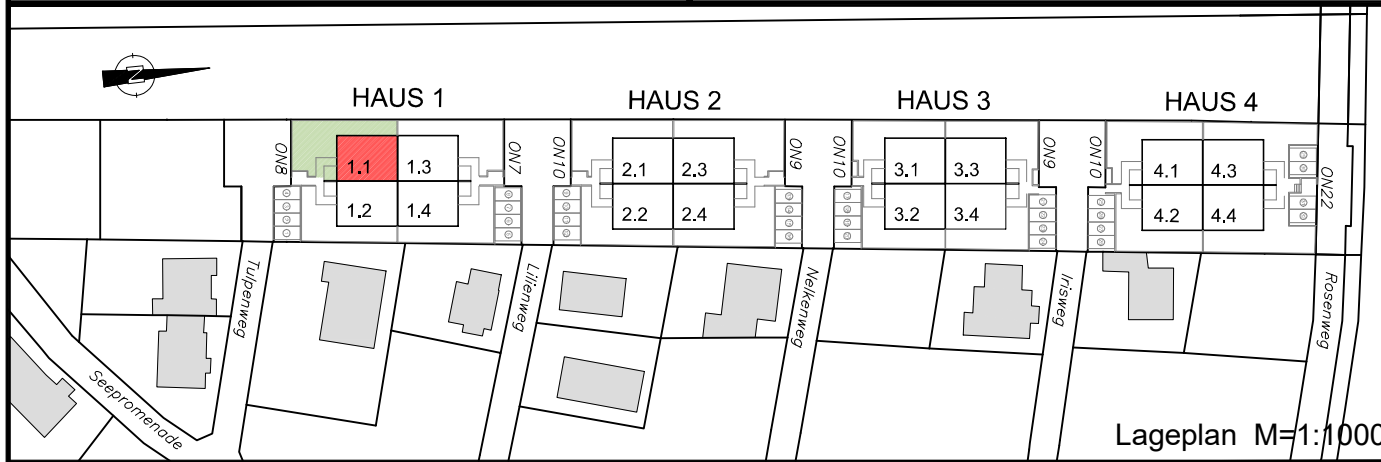 N
HAUS 1
HAUS 2
HAUS 3
HAUS 4
ON8
1.1
1.3
ON7
ON10
2.1
2.3
ON9
ON10
3.1
3.3
ON9
ON10
4.1
4.3
ON22
1.2
1.4
2.2
2.4
3.2
3.4
4.2
4.4
Tulpenweg
Lilienweg
Nelkenweg
Irisweg
Rosenweg
Seepromenade
Lageplan M=1:1000